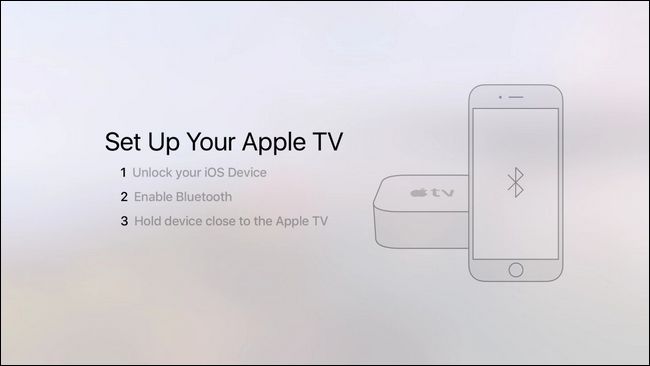 Set Up Your Apple TV
1 Unlock your iOS Device
2 Enable Bluetooth
3 Hold device close to the Apple TV
tv